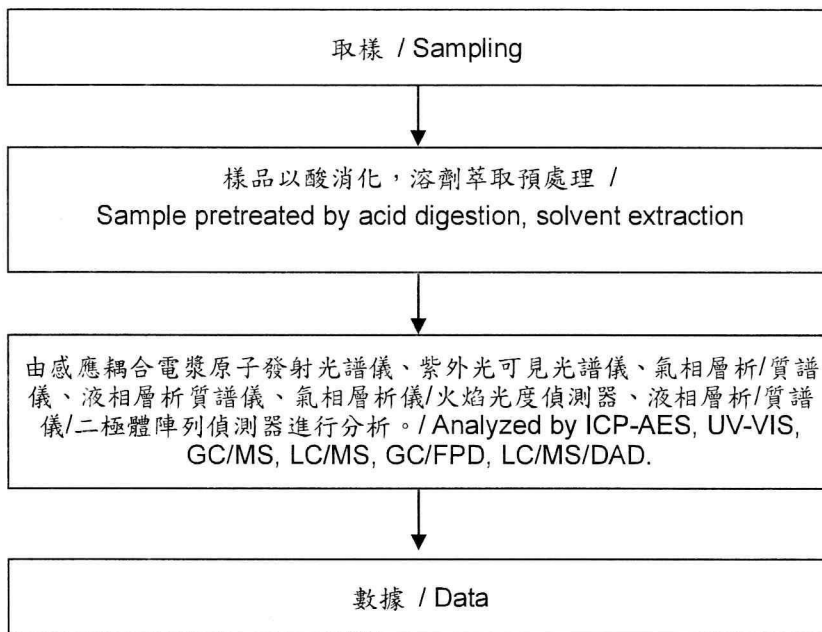 取樣 / Sampling
樣品以酸消化，溶劑萃取預處理 /
Sample pretreated by acid digestion, solvent extraction
由感應耦合電漿原子發射光譜儀、紫外光可見光譜儀、氣相層析/質譜
儀、液相層析質譜儀、氣相層析儀/火焰光度偵測器、液相層析/質譜
儀/二極體陣列偵測器進行分析。/ Analyzed by ICP-AES, UV-VIS,
GC/MS, LC/MS, GC/FPD, LC/MS/DAD.
數據 / Data